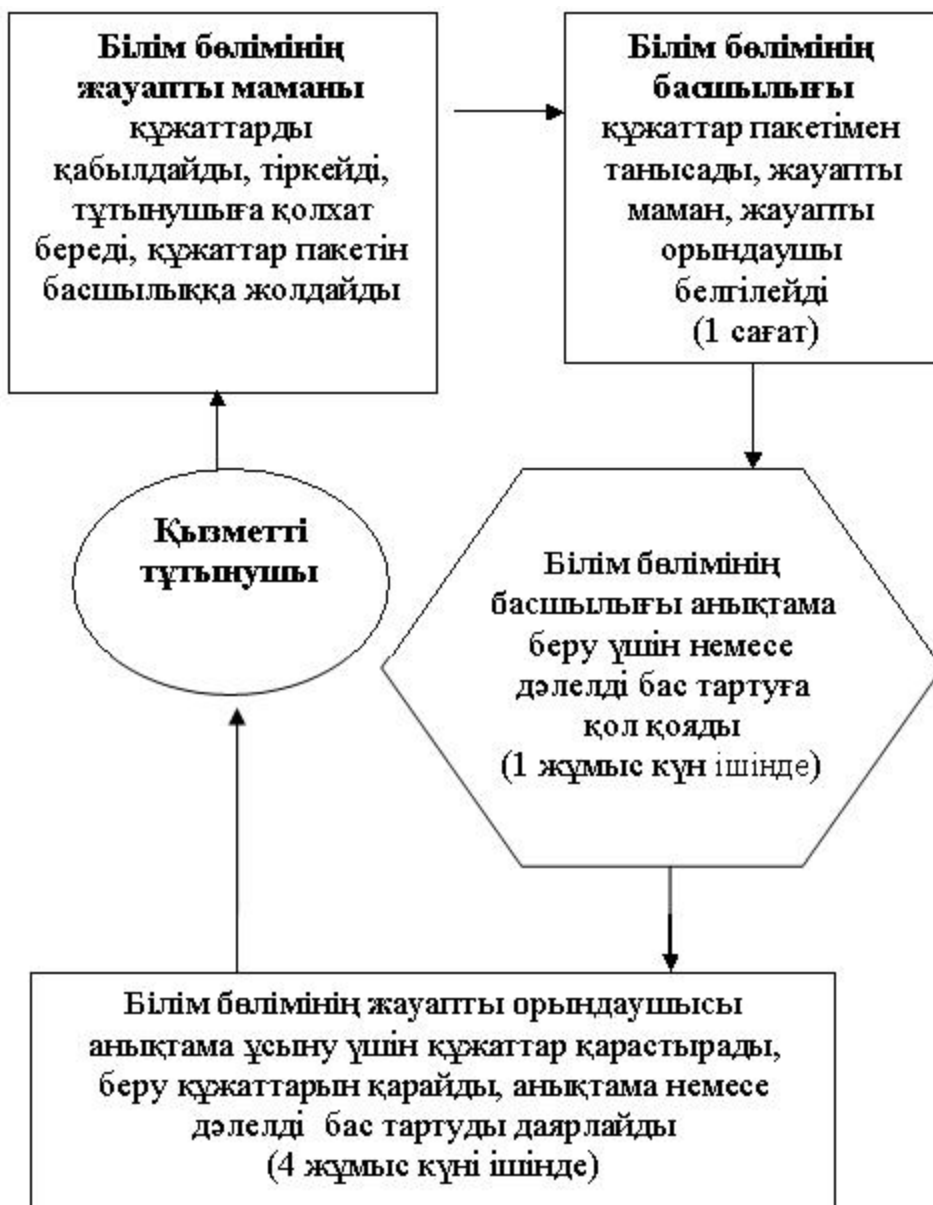 Білім бөлімінің
жауапты маманы
құжаттарды
қабылдайды, тіркейді,
тұтынушыға қолхат
береді, құжаттар пакетін
басшылыққа жолдайды
Білім бөлімінің
басшылығы
құжаттар пакетімен
танысады, жауапты
маман, жауапты
орындаушы
белгілейді
(1 сағат)
Қызметті
тұтынушы
Білім бөлімінің
басшылығы анықтама
беру үшін немесе
дәлелді бас тартуға
қол қояды
(1 жұмыс күн ішінде)
Білім бөлімінің жауапты орындаушысы
анықтама ұсыну үшін құжаттар қарастырады,
беру құжаттарын қарайды, анықтама немесе
дәлелді бас тартуды даярлайды
(4 жұмыс күні ішінде)